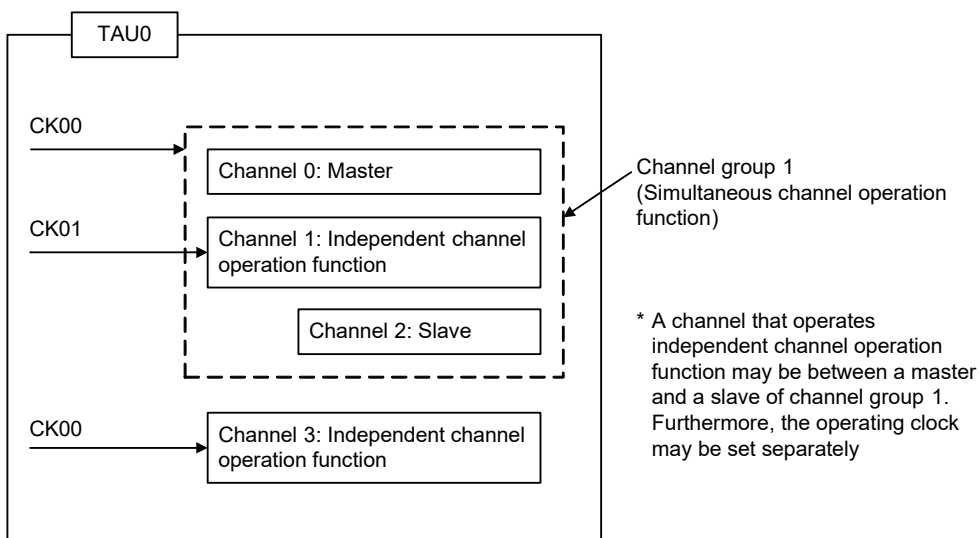 TAU0
CK00
Channel 0: Master
Channel group 1
(Simultaneous channel operation
function)
CK01
Channel 1: Independent channel
operation function
Channel 2: Slave
* A channel that operates
independent channel operation
function may be between a master
and a slave of channel group 1.
Furthermore, the operating clock
may be set separately
CK00
Channel 3: Independent channel
operation function